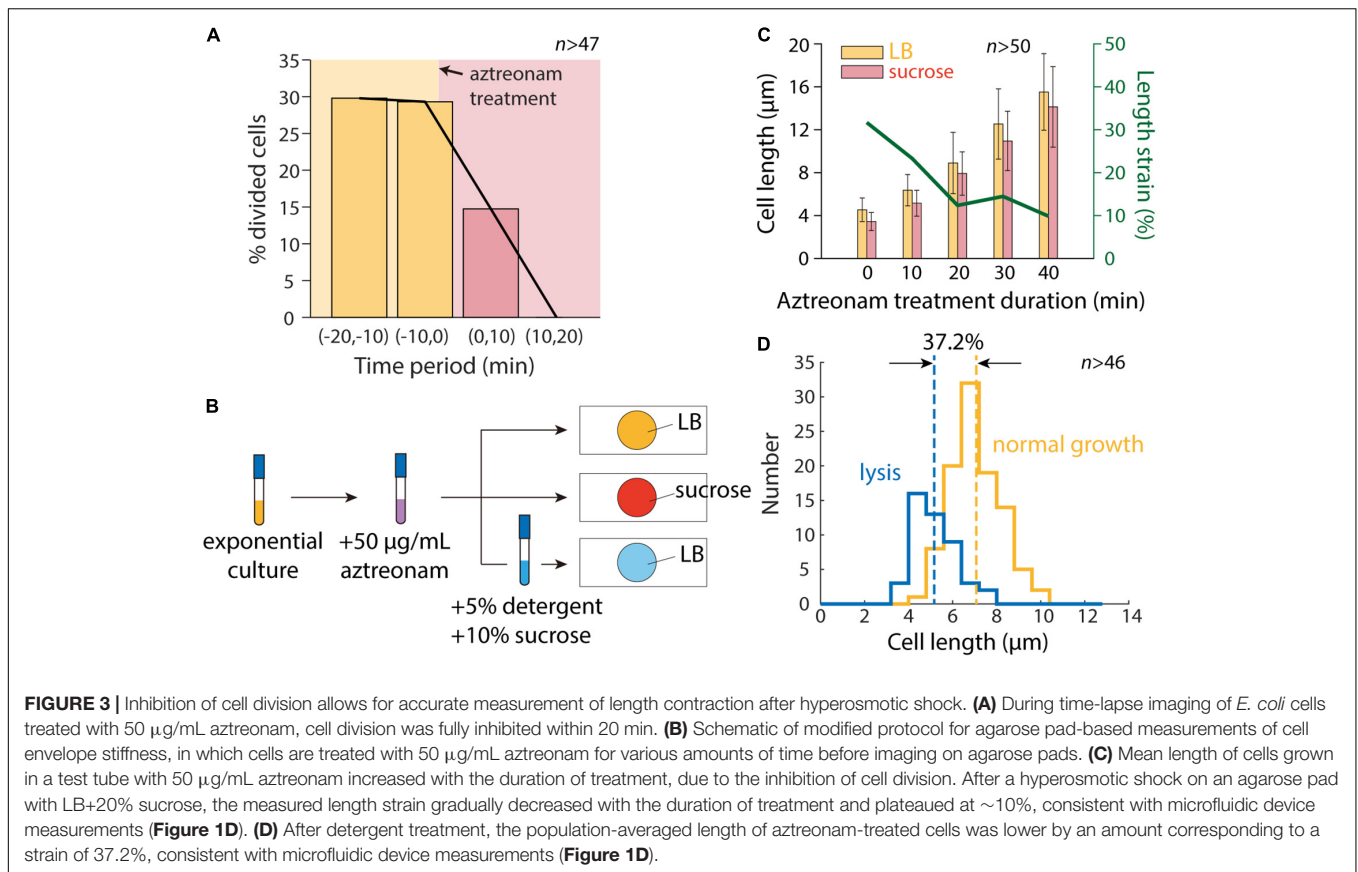 A
n>47
35
30
25
20
15
10
5
0
% divided cells
aztreonam
treatment
(-20,-10) (-10,0) (0,10) (10,20)
Time period (min)
B
exponential
culture
+50 µg/mL
aztreonam
+5% detergent
+10% sucrose
LB
sucrose
LB
C
n>50
LB
sucrose
20
16
12
8
4
0
Cell length (µm)
50
40
30
20
10
0
Length strain (%)
0 10 20 30 40
Aztreonam treatment duration (min)
D
37.2%
n>46
35
30
25
20
15
10
5
0
Number
lysis
normal growth
0 2 4 6 8 10 12 14
Cell length (µm)
FIGURE 3 | Inhibition of cell division allows for accurate measurement of length contraction after hyperosmotic shock. (A) During time-lapse imaging of E. coli cells
treated with 50 µg/mL aztreonam, cell division was fully inhibited within 20 min. (B) Schematic of modified protocol for agarose pad-based measurements of cell
envelope stiffness, in which cells are treated with 50 µg/mL aztreonam for various amounts of time before imaging on agarose pads. (C) Mean length of cells grown
in a test tube with 50 µg/mL aztreonam increased with the duration of treatment, due to the inhibition of cell division. After a hyperosmotic shock on an agarose pad
with LB+20% sucrose, the measured length strain gradually decreased with the duration of treatment and plateaued at ∼10%, consistent with microfluidic device
measurements (Figure 1D). (D) After detergent treatment, the population-averaged length of aztreonam-treated cells was lower by an amount corresponding to a
strain of 37.2%, consistent with microfluidic device measurements (Figure 1D).